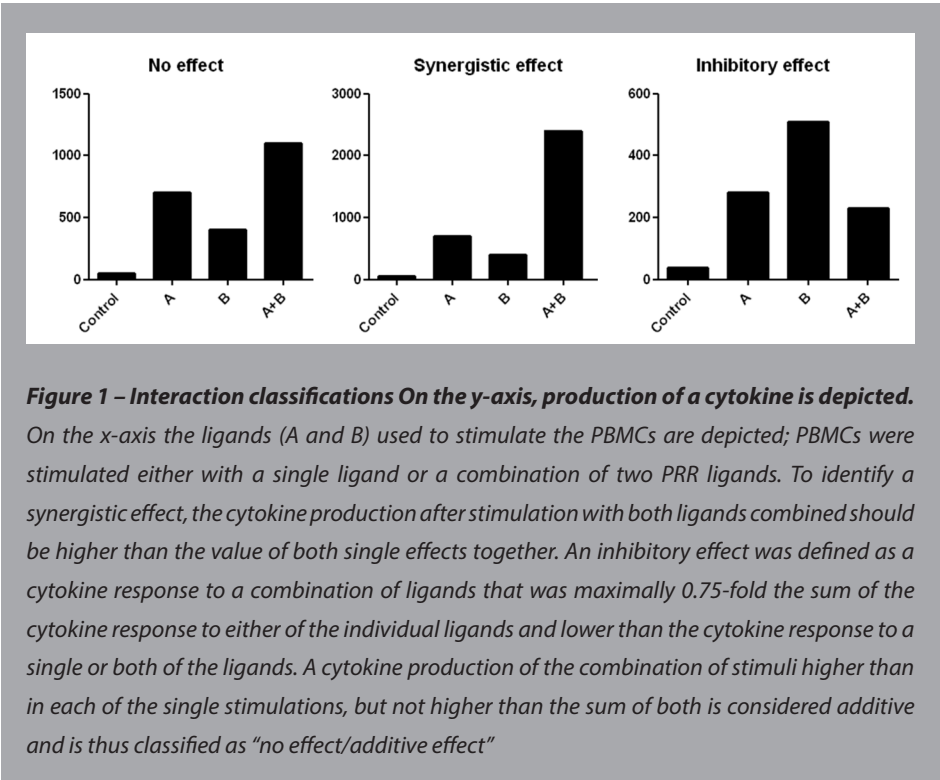 No effect
1500
1000
500
0
Control
A
B
A+B
Synergistic effect
3000
2000
1000
0
Control
A
B
A+B
Inhibitory effect
600
400
200
0
Control
A
B
A+B
Figure 1 – Interaction classifications On the y-axis, production of a cytokine is depicted.
On the x-axis the ligands (A and B) used to stimulate the PBMCs are depicted; PBMCs were
stimulated either with a single ligand or a combination of two PRR ligands. To identify a
synergistic effect, the cytokine production after stimulation with both ligands combined should
be higher than the value of both single effects together. An inhibitory effect was defined as a
cytokine response to a combination of ligands that was maximally 0.75-fold the sum of the
cytokine response to either of the individual ligands and lower than the cytokine response to a
single or both of the ligands. A cytokine production of the combination of stimuli higher than
in each of the single stimulations, but not higher than the sum of both is considered additive
and is thus classified as “no effect/additive effect”